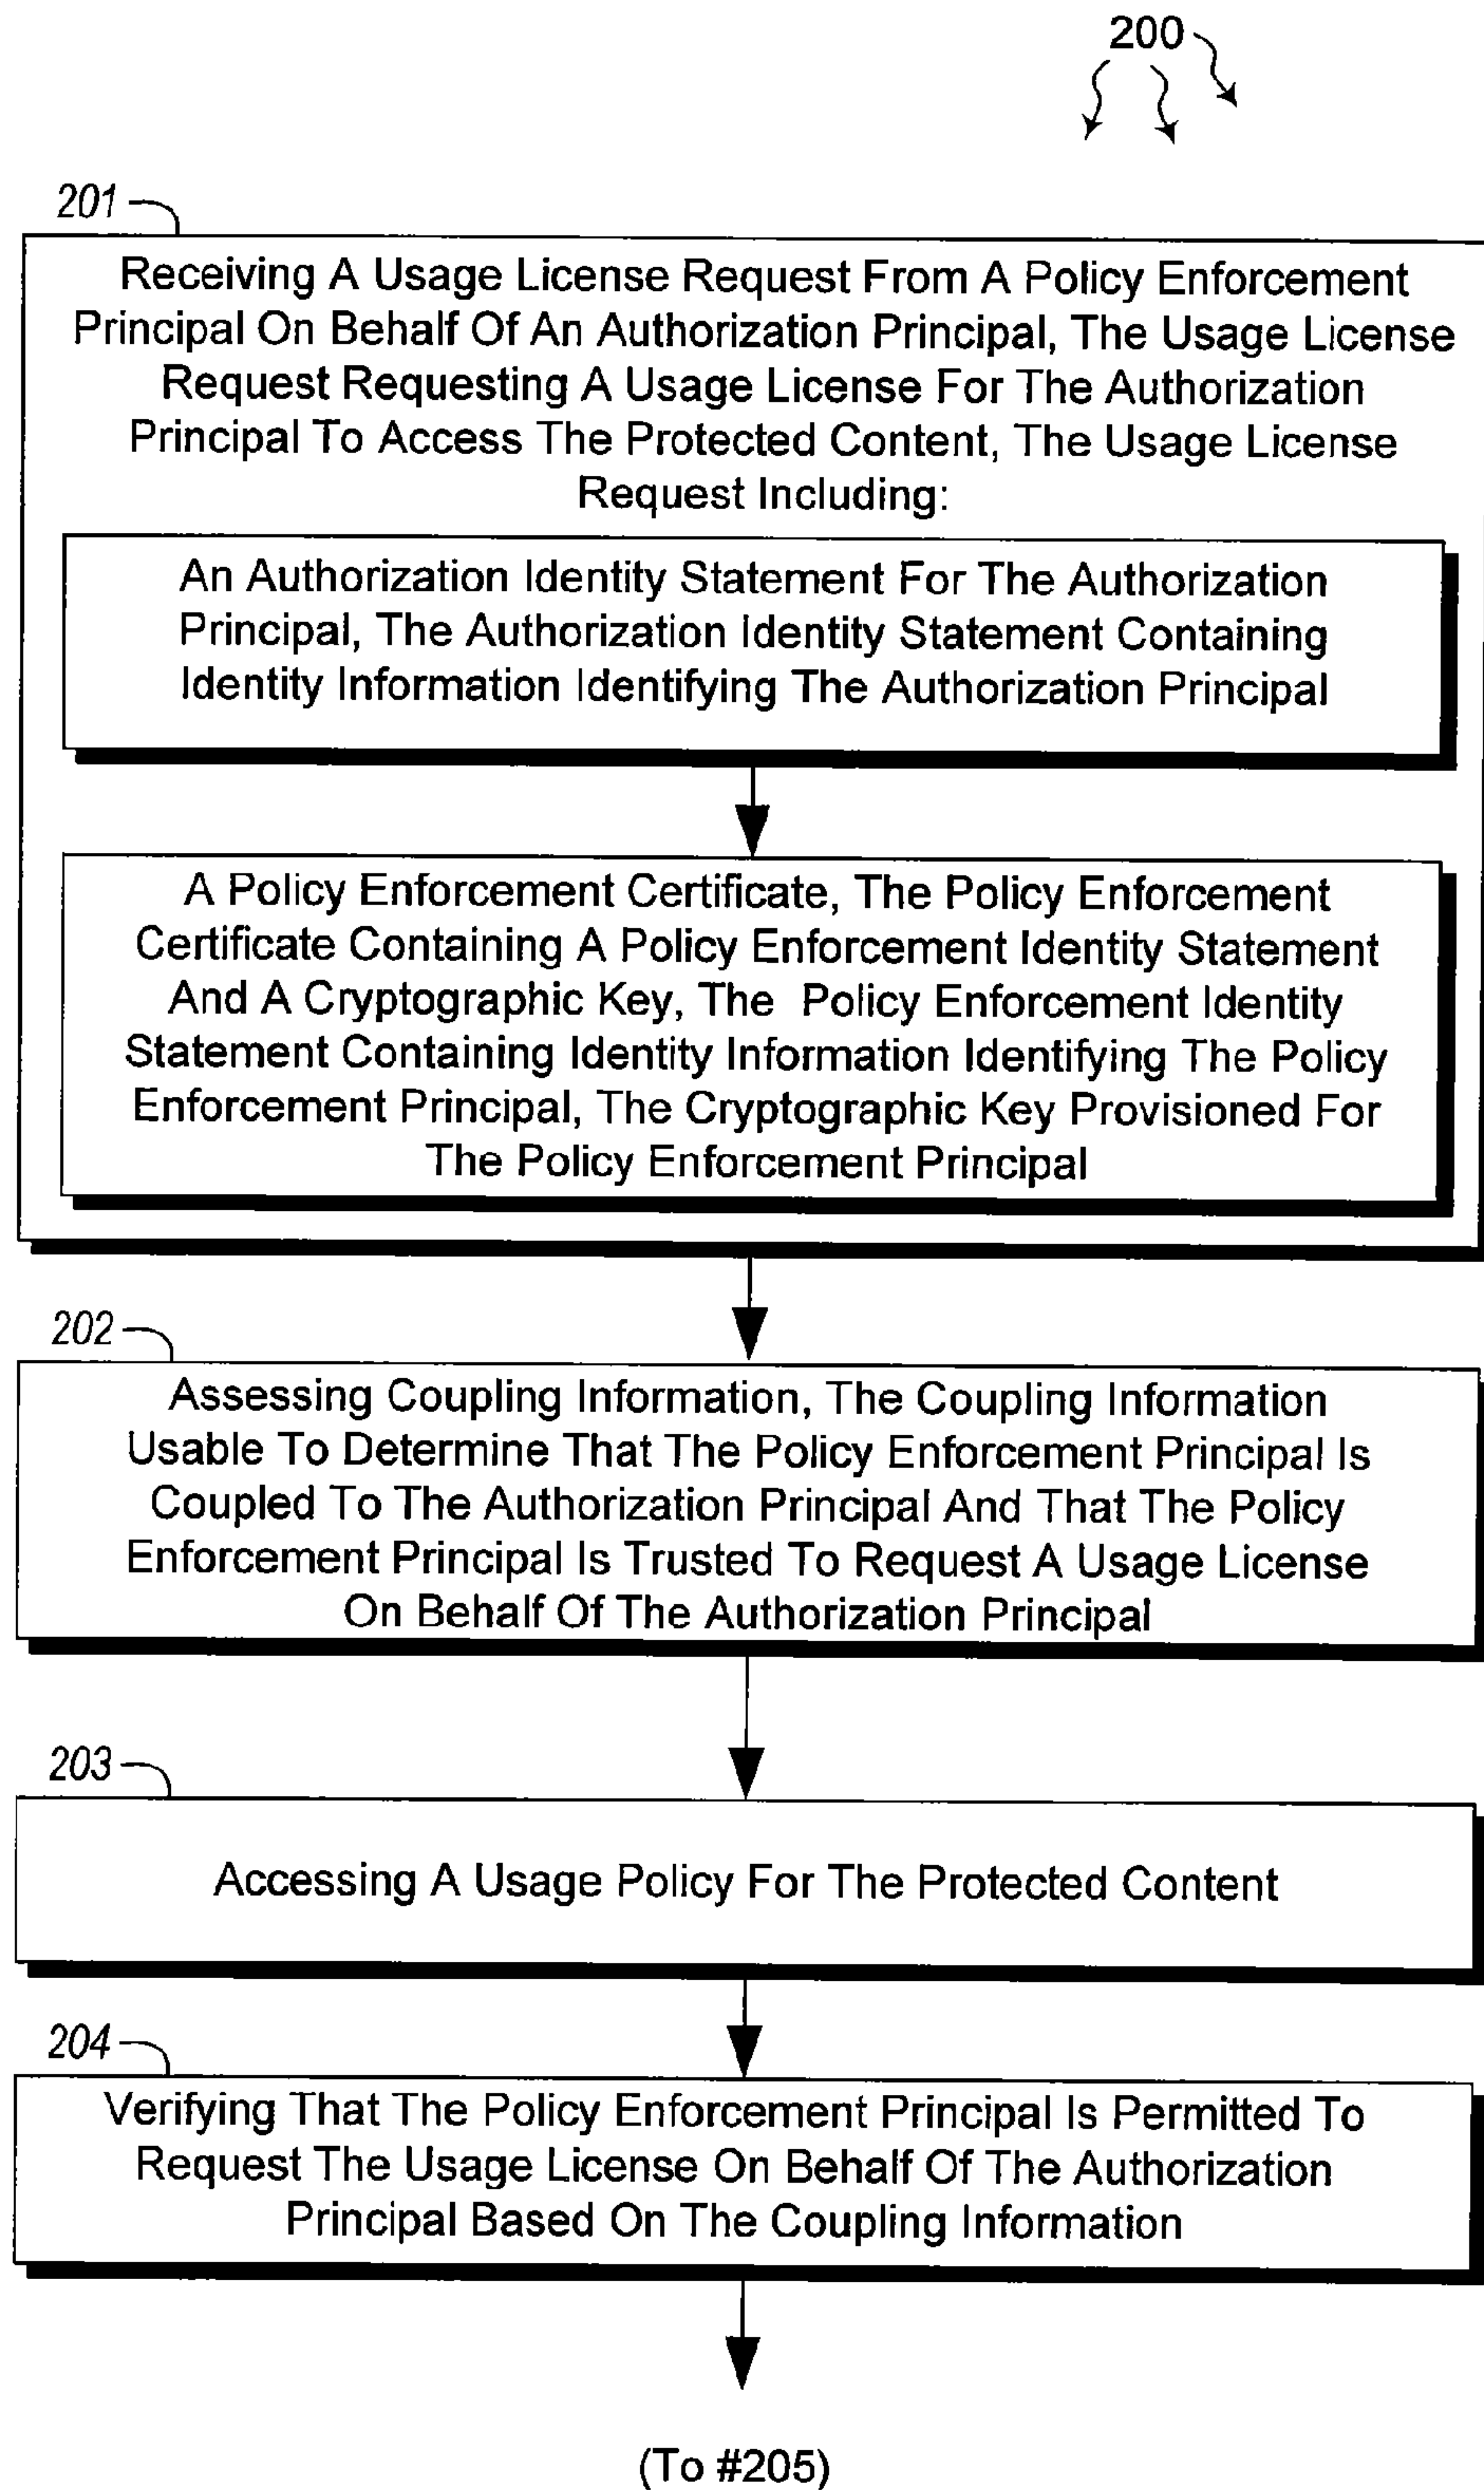 200
201
Receiving A Usage License Request From A Policy Enforcement
Principal On Behalf Of An Authorization Principal, The Usage License
Request Requesting A Usage License For The Authorization
Principal To Access The Protected Content, The Usage License
Request Including:
An Authorization Identity Statement For The Authorization
Principal, The Authorization Identity Statement Containing
Identity Information Identifying The Authorization Principal
A Policy Enforcement Certificate, The Policy Enforcement
Certificate Containing A Policy Enforcement Identity Statement
And A Cryptographic Key, The Policy Enforcement Identity
Statement Containing Identity Information Identifying The Policy
Enforcement Principal, The Cryptographic Key Provisioned For
The Policy Enforcement Principal
202
Assessing Coupling Information, The Coupling Information
Usable To Determine That The Policy Enforcement Principal Is
Coupled To The Authorization Principal And That The Policy
Enforcement Principal Is Trusted To Request A Usage License
On Behalf Of The Authorization Principal
203
Accessing A Usage Policy For The Protected Content
204
Verifying That The Policy Enforcement Principal Is Permitted To
Request The Usage License On Behalf Of The Authorization
Principal Based On The Coupling Information
(To #205)